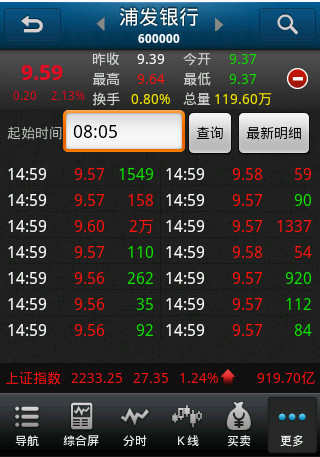 浦发银行
600000
9.59
0.20 2.13%
昨收 9.39 今开 9.37
最高 9.64 最低 9.37
换手 0.80% 总量 119.60万
起始时间 08:05 查询 最新明细
14:59 9.57 1549 14:59 9.58 59
14:59 9.57 158 14:59 9.57 90
14:59 9.60 2万 14:59 9.57 1337
14:59 9.57 110 14:59 9.58 54
14:59 9.56 262 14:59 9.57 920
14:59 9.56 35 14:59 9.57 112
14:59 9.56 92 14:59 9.57 84
上证指数 2233.25 27.35 1.24% 919.70亿
导航 综合屏 分时 K线 买卖 更多